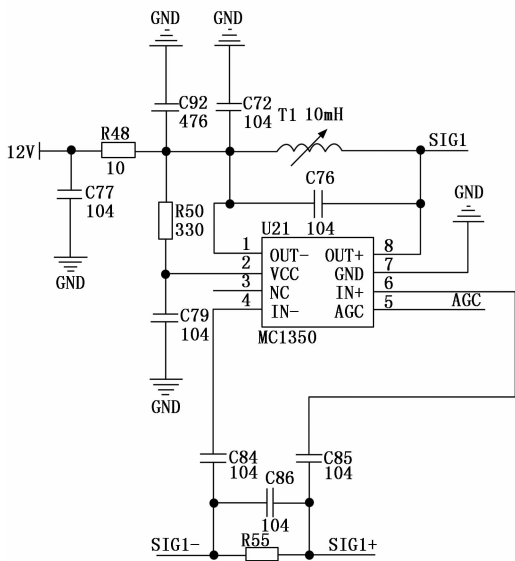 GND
GND
C92
476
C72
104
T1 10mH
R48
12V
10
SIG1
C77
104
C76
104
GND
R50
330
U21
GND
1
OUT-
OUT+
8
2
VCC
GND
7
3
NC
IN+
6
4
IN-
AGC
5
AGC
MC1350
C79
104
GND
C84
104
C85
104
C86
104
SIG1-
R55
SIG1+